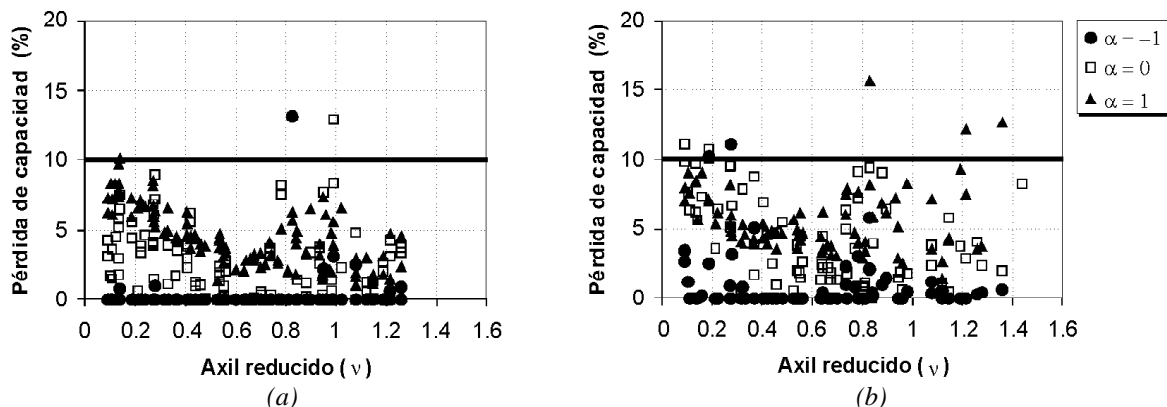 Pérdida de capacidad (%)
20
15
10
5
0
0 0.2 0.4 0.6 0.8 1 1.2 1.4 1.6
Axil reducido ( ν )
(a)
Pérdida de capacidad (%)
20
15
10
5
0
0 0.2 0.4 0.6 0.8 1 1.2 1.4 1.6
Axil reducido ( ν )
(b)
α = −1
α = 0
α = 1